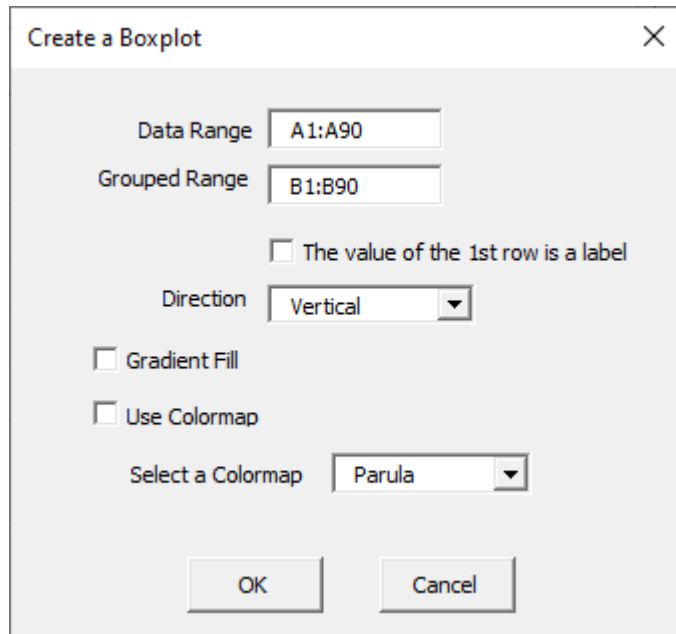 Create a Boxplot
Data Range A1:A90
Grouped Range B1:B90
The value of the 1st row is a label
Direction Vertical
Gradient Fill
Use Colormap
Select a Colormap Parula
OK Cancel